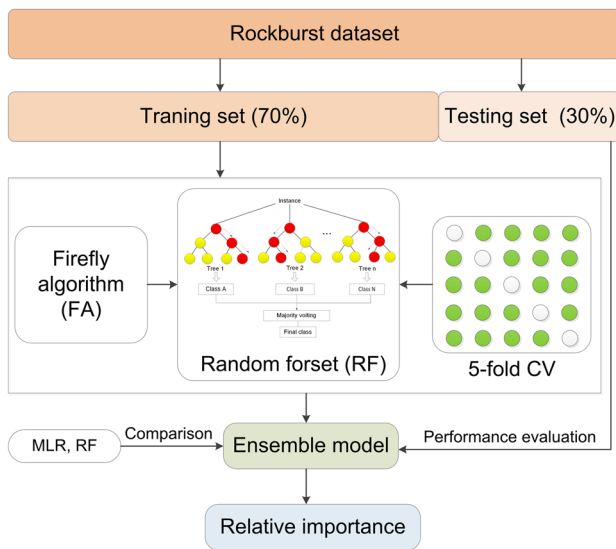 Rockburst dataset
Traning set (70%)
Testing set (30%)
Instance
...
Tree 1
Tree 2
Tree n
Class A
Class B
Class N
Majority voiting
Final class
Firefly
algorithm
(FA)
Random forset (RF)
5-fold CV
MLR, RF
Comparison
Ensemble model
Performance evaluation
Relative importance